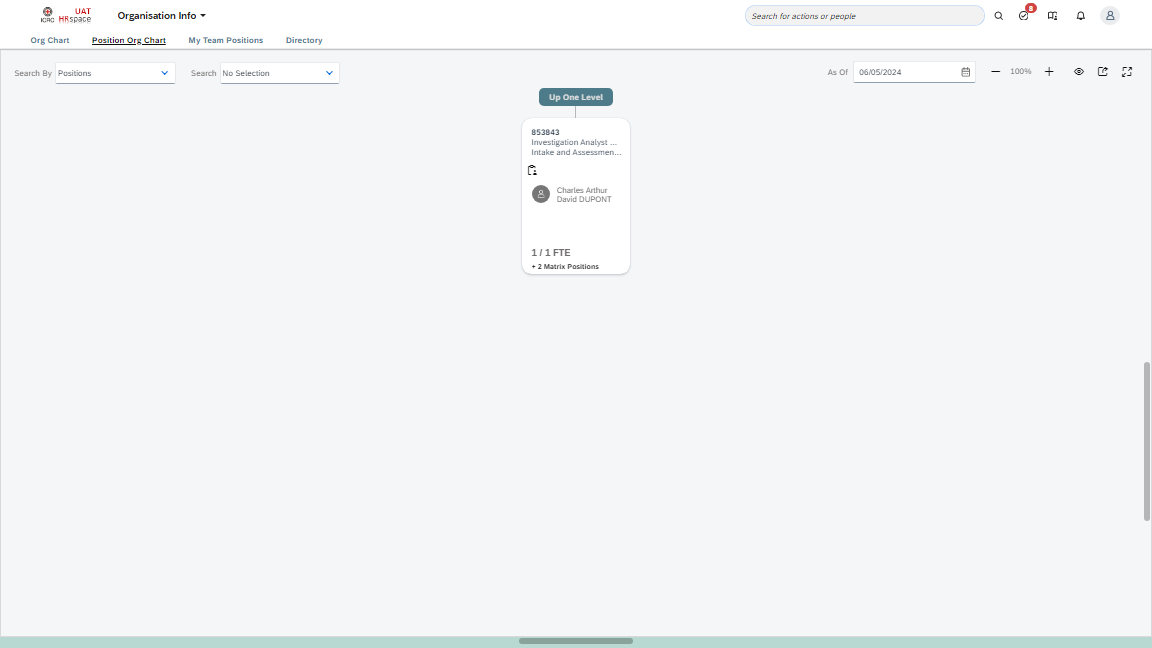 ICRC
UAT
HRspace
Organisation Info
Search for actions or people
8
Org Chart
Position Org Chart
My Team Positions
Directory
Search By
Positions
Search
No Selection
As Of
06/05/2024
100%
Up One Level
853843
Investigation Analyst ...
Intake and Assessmen...
Charles Arthur
David DUPONT
1 / 1 FTE
+ 2 Matrix Positions